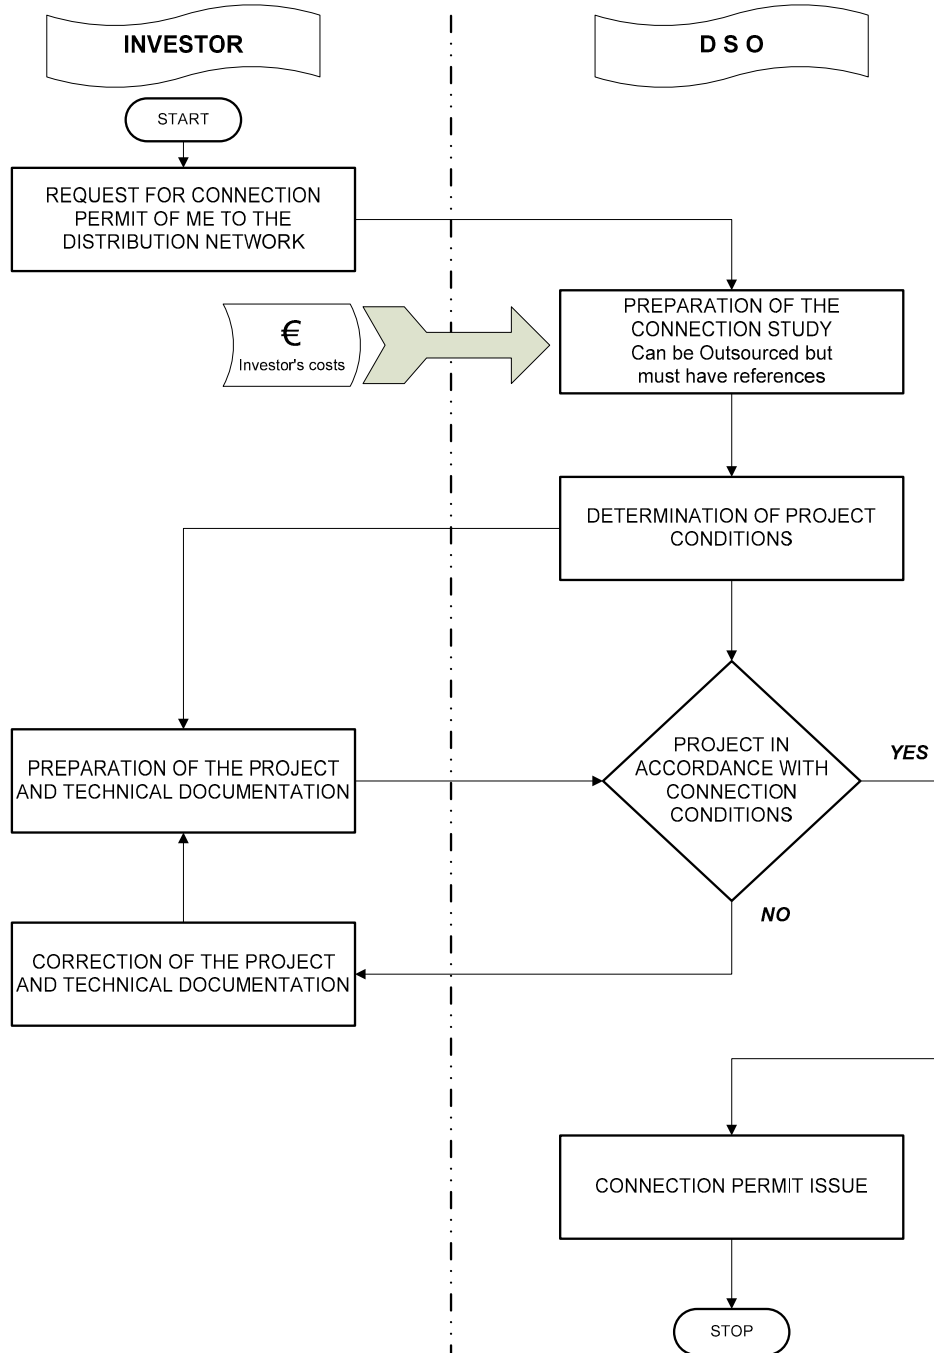 INVESTOR
D S O
START
REQUEST FOR CONNECTION
PERMIT OF ME TO THE
DISTRIBUTION NETWORK
€
Investor's costs
PREPARATION OF THE
CONNECTION STUDY
Can be Outsourced but
must have references
DETERMINATION OF PROJECT
CONDITIONS
PREPARATION OF THE PROJECT
AND TECHNICAL DOCUMENTATION
PROJECT IN
ACCORDANCE WITH
CONNECTION
CONDITIONS
YES
NO
CORRECTION OF THE PROJECT
AND TECHNICAL DOCUMENTATION
CONNECTION PERMIT ISSUE
STOP